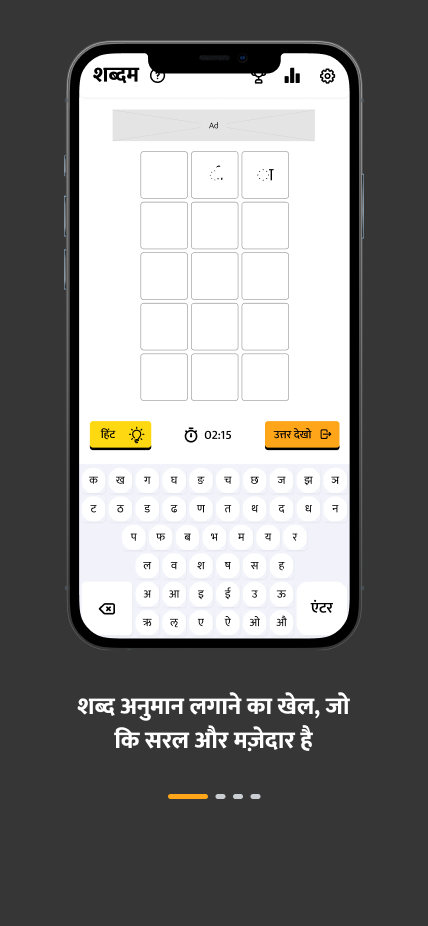 शब्दम
Ad
र्ं ा
हिंट 02:15 उत्तर देखो
क ख ग घ ङ च छ ज झ ञ
ट ठ ड ढ ण त थ द ध न
प फ ब भ म य र
ल व श ष स ह
अ आ इ ई उ ऊ
ऋ ऌ ए ऐ ओ औ
एंटर
शब्द अनुमान लगाने का खेल, जो
कि सरल और मज़ेदार है